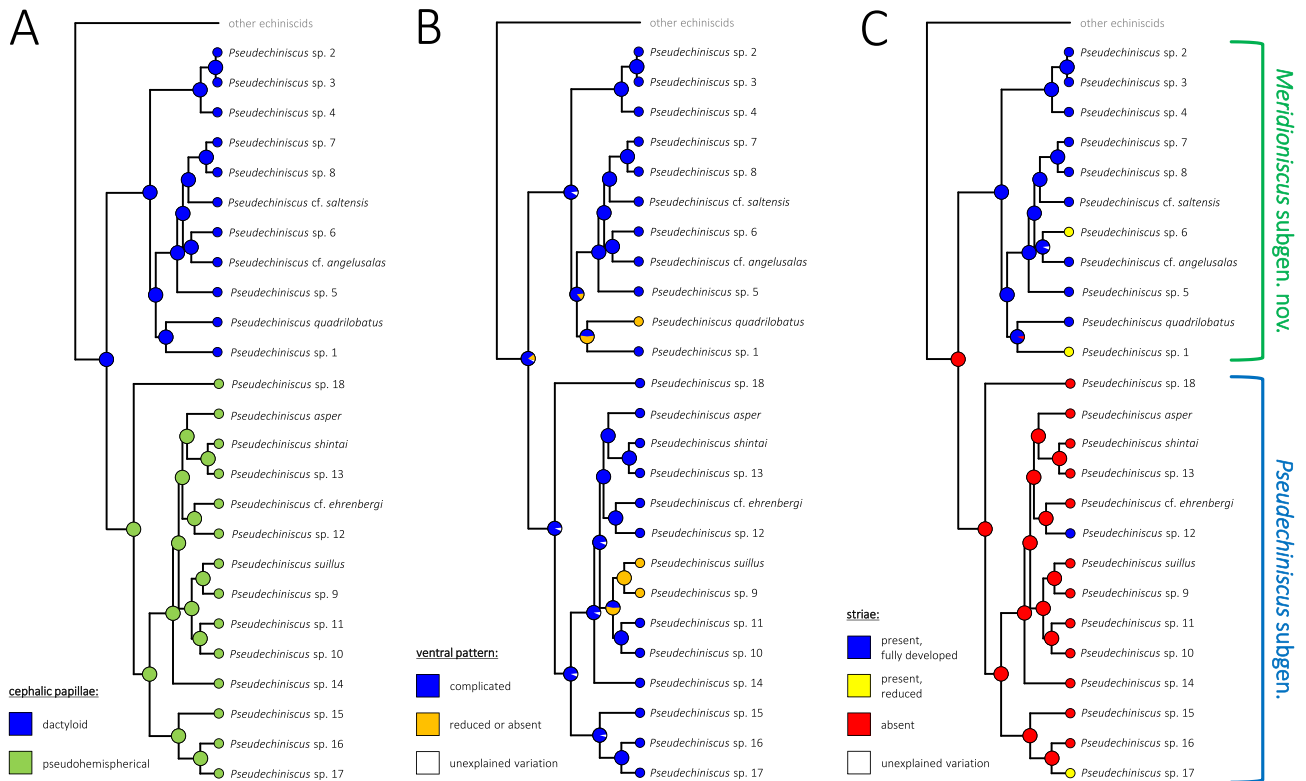 A
other echiniscids
Pseudechiniscus sp. 2
Pseudechiniscus sp. 3
Pseudechiniscus sp. 4
Pseudechiniscus sp. 7
Pseudechiniscus sp. 8
Pseudechiniscus cf. saltensis
Pseudechiniscus sp. 6
Pseudechiniscus cf. angelusalas
Pseudechiniscus sp. 5
Pseudechiniscus quadrilobatus
Pseudechiniscus sp. 1
Pseudechiniscus sp. 18
Pseudechiniscus asper
Pseudechiniscus shintai
Pseudechiniscus sp. 13
Pseudechiniscus cf. ehrenbergi
Pseudechiniscus sp. 12
Pseudechiniscus suillus
Pseudechiniscus sp. 9
Pseudechiniscus sp. 11
Pseudechiniscus sp. 10
Pseudechiniscus sp. 14
Pseudechiniscus sp. 15
Pseudechiniscus sp. 16
Pseudechiniscus sp. 17
cephalic papillae:
dactyloid
pseudohemispherical
B
other echiniscids
Pseudechiniscus sp. 2
Pseudechiniscus sp. 3
Pseudechiniscus sp. 4
Pseudechiniscus sp. 7
Pseudechiniscus sp. 8
Pseudechiniscus cf. saltensis
Pseudechiniscus sp. 6
Pseudechiniscus cf. angelusalas
Pseudechiniscus sp. 5
Pseudechiniscus quadrilobatus
Pseudechiniscus sp. 1
Pseudechiniscus sp. 18
Pseudechiniscus asper
Pseudechiniscus shintai
Pseudechiniscus sp. 13
Pseudechiniscus cf. ehrenbergi
Pseudechiniscus sp. 12
Pseudechiniscus suillus
Pseudechiniscus sp. 9
Pseudechiniscus sp. 11
Pseudechiniscus sp. 10
Pseudechiniscus sp. 14
Pseudechiniscus sp. 15
Pseudechiniscus sp. 16
Pseudechiniscus sp. 17
ventral pattern:
complicated
reduced or absent
unexplained variation
C
other echiniscids
Pseudechiniscus sp. 2
Pseudechiniscus sp. 3
Pseudechiniscus sp. 4
Pseudechiniscus sp. 7
Pseudechiniscus sp. 8
Pseudechiniscus cf. saltensis
Pseudechiniscus sp. 6
Pseudechiniscus cf. angelusalas
Pseudechiniscus sp. 5
Pseudechiniscus quadrilobatus
Pseudechiniscus sp. 1
Pseudechiniscus sp. 18
Pseudechiniscus asper
Pseudechiniscus shintai
Pseudechiniscus sp. 13
Pseudechiniscus cf. ehrenbergi
Pseudechiniscus sp. 12
Pseudechiniscus suillus
Pseudechiniscus sp. 9
Pseudechiniscus sp. 11
Pseudechiniscus sp. 10
Pseudechiniscus sp. 14
Pseudechiniscus sp. 15
Pseudechiniscus sp. 16
Pseudechiniscus sp. 17
striae:
present,
fully developed
present,
reduced
absent
unexplained variation
Meridioniscus subgen. nov.
Pseudechiniscus subgen.